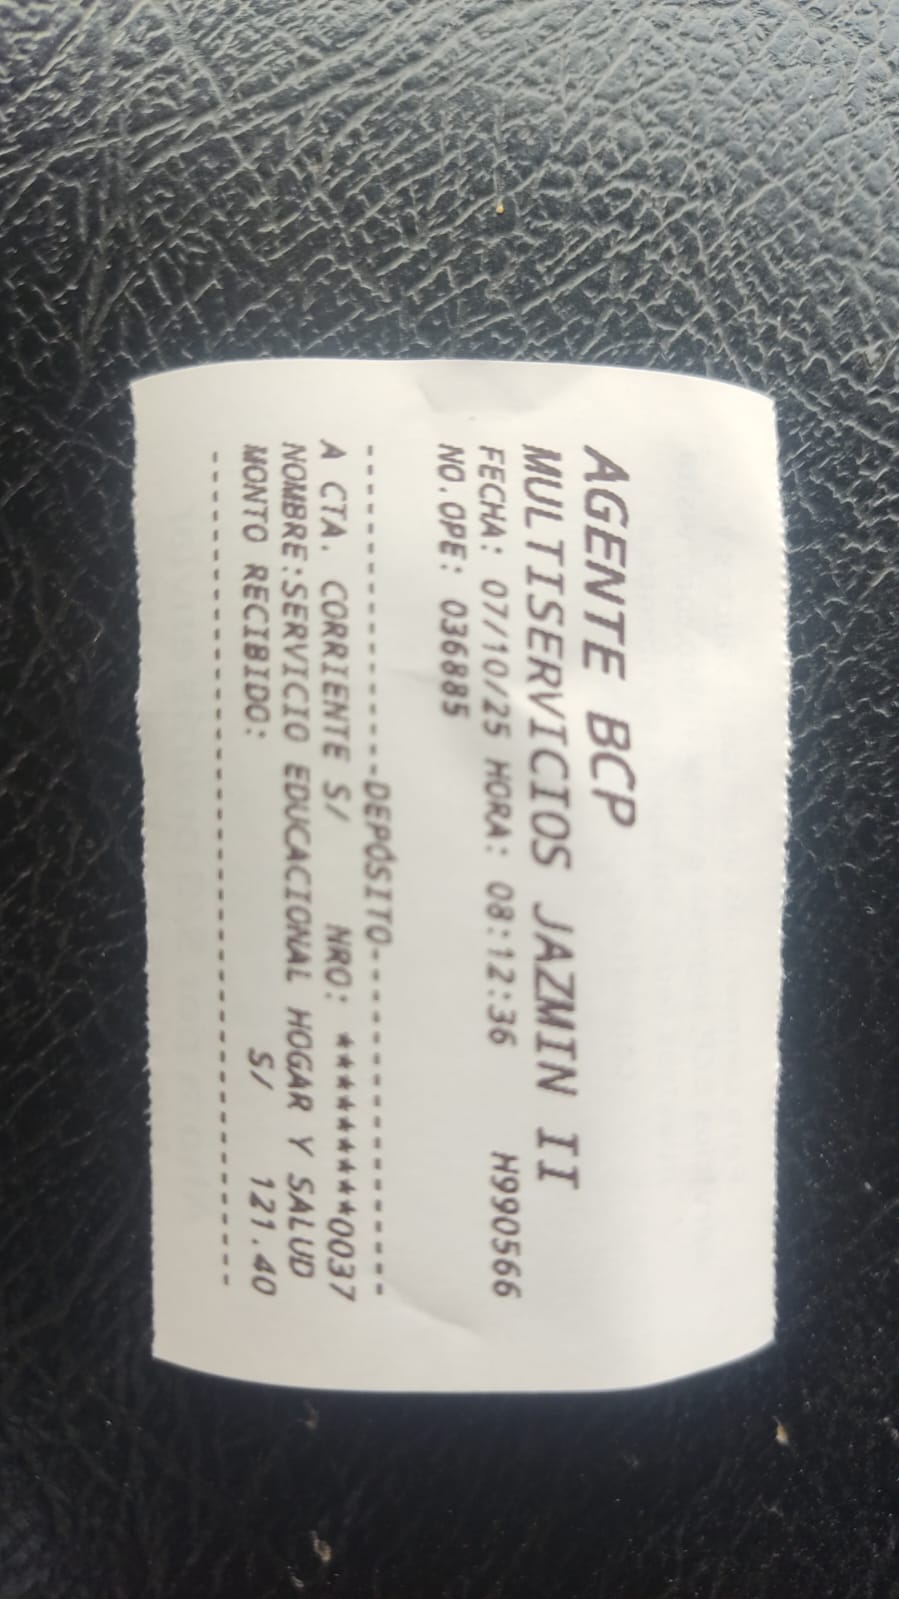 AGENTE BCP
MULTISERVICIOS JAZMIN II
FECHA: 07/10/25 HORA: 08:12:36 H990566
NO.OPE: 036885
------------------DEPÓSITO------------------
A CTA. CORRIENTE S/ NRO: **********0037
NOMBRE:SERVICIO EDUCACIONAL HOGAR Y SALUD
MONTO RECIBIDO: S/ 121.40
--------------------------------------------